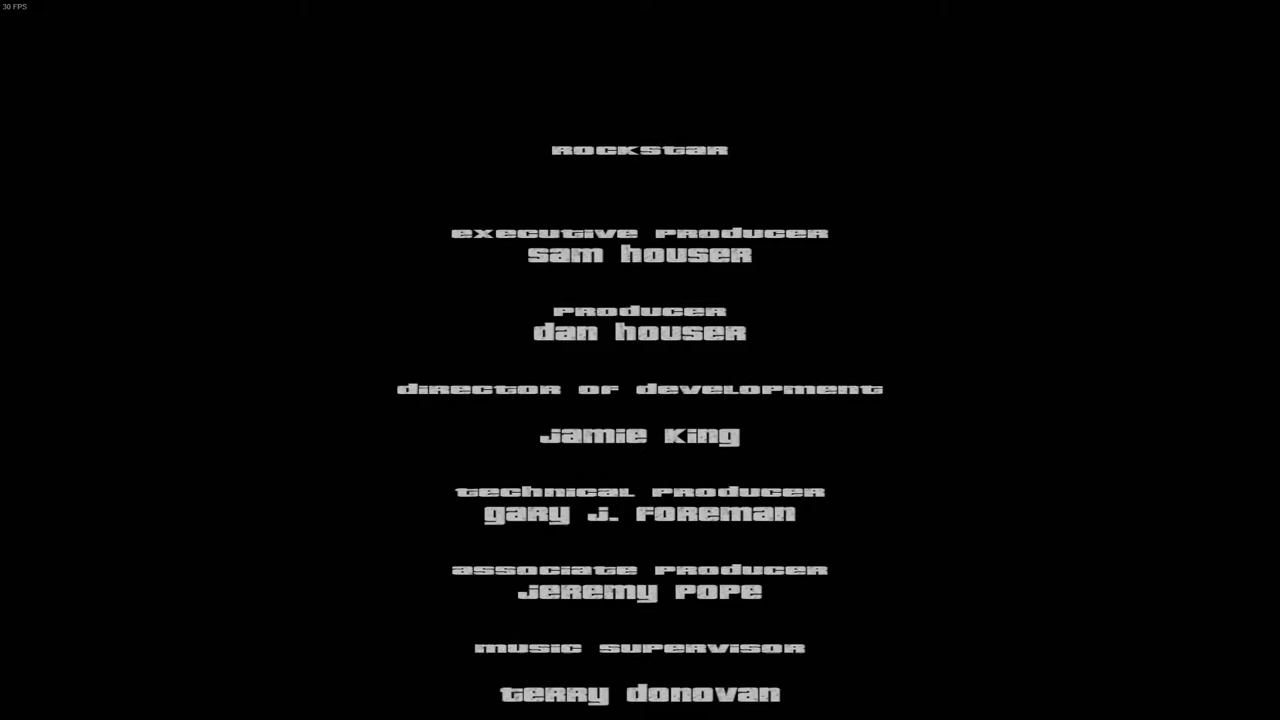 30 FPS
ROCKSTAR
EXECUTIVE PRODUCER
SAM HOUSER
PRODUCER
DAN HOUSER
DIRECTOR OF DEVELOPMENT
JAMIE KING
TECHNICAL PRODUCER
GARY J. FOREMAN
ASSOCIATE PRODUCER
JEREMY POPE
MUSIC SUPERVISOR
TERRY DONOVAN